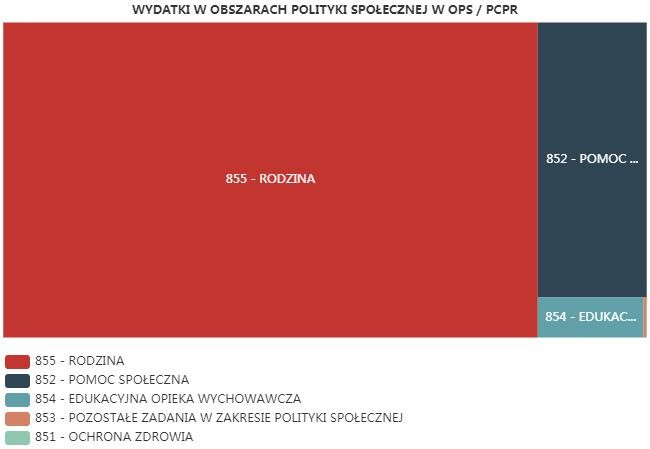 WYDATKI W OBSZARACH POLITYKI SPOŁECZNEJ W OPS / PCPR
855 - RODZINA
852 - POMOC ...
854 - EDUKAC...
855 - RODZINA
852 - POMOC SPOŁECZNA
854 - EDUKACYJNA OPIEKA WYCHOWAWCZA
853 - POZOSTAŁE ZADANIA W ZAKRESIE POLITYKI SPOŁECZNEJ
851 - OCHRONA ZDROWIA